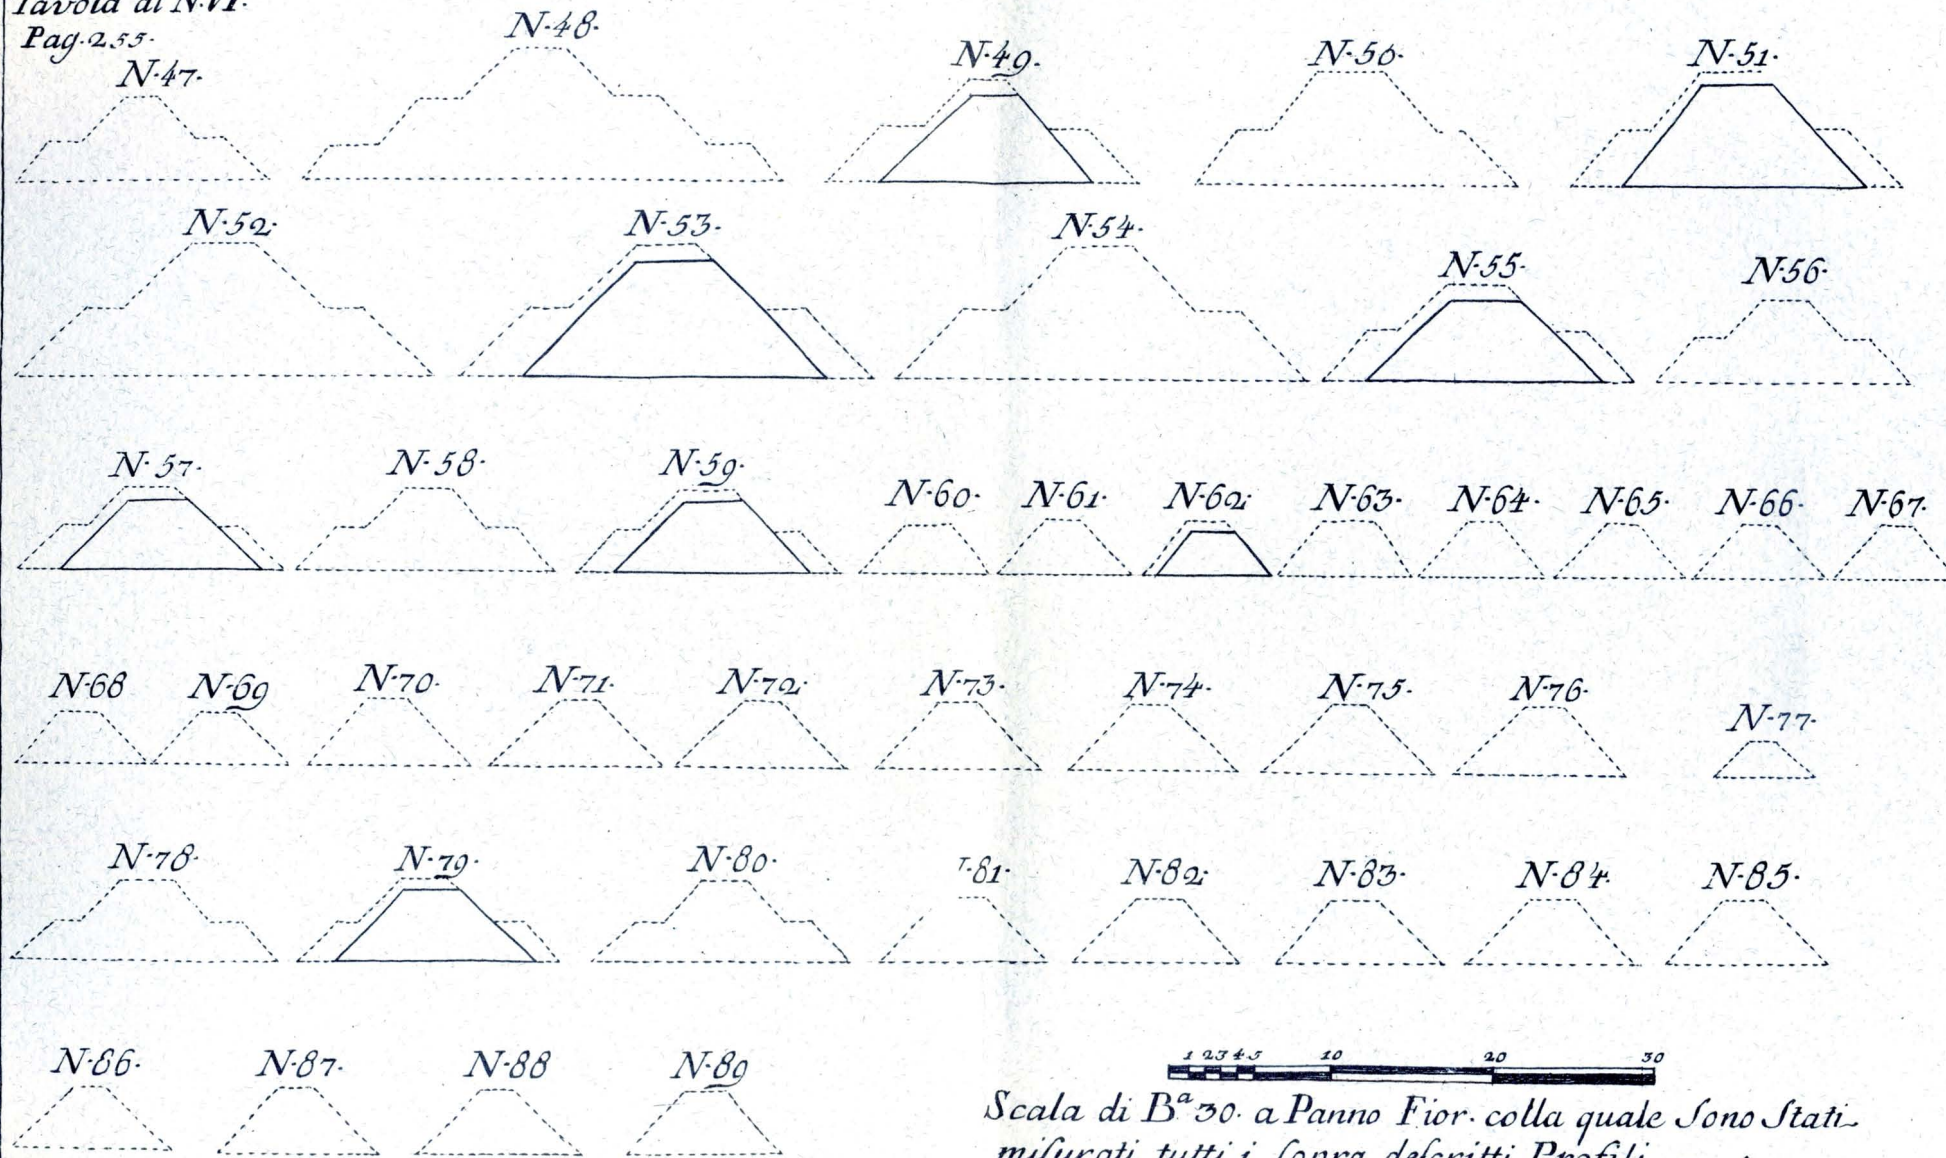 Tavola di N.VI.
Pag.255.
N.47. N.48. N.49. N.50. N.51.
N.52. N.53. N.54. N.55. N.56.
N.57. N.58. N.59. N.60. N.61. N.62. N.63. N.64. N.65. N.66. N.67.
N.68 N.69 N.70. N.71. N.72. N.73. N.74. N.75. N.76. N.77.
N.78. N.79. N.80. .81. N.82. N.83. N.84. N.85.
N.86. N.87. N.88 N.89
1 2 3 4 5 10 20 30
Scala di Bª 30. a Panno Fior. colla quale Sono Stati
miſurati tutti i ſopra deſcritti Profili